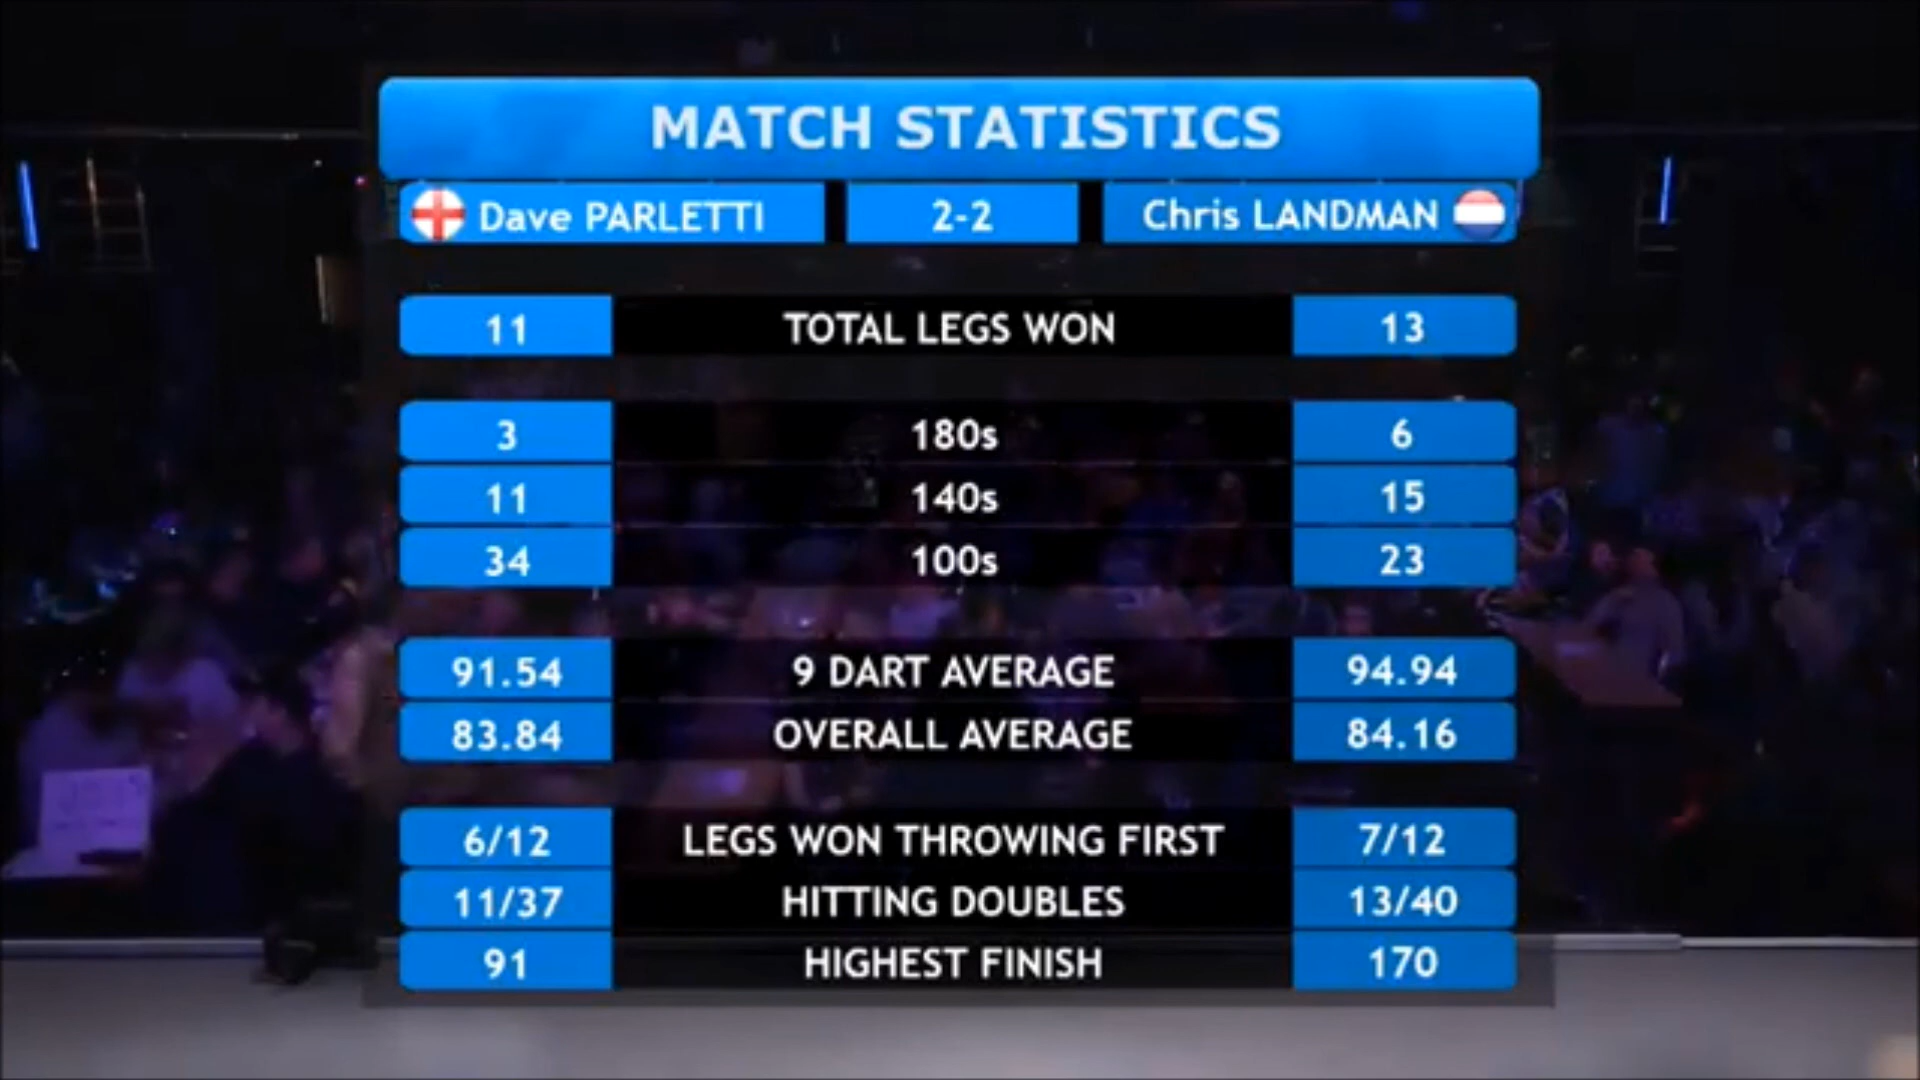 MATCH STATISTICS
Dave PARLETTI 2-2 Chris LANDMAN
11 TOTAL LEGS WON 13
3 180s 6
11 140s 15
34 100s 23
91.54 9 DART AVERAGE 94.94
83.84 OVERALL AVERAGE 84.16
6/12 LEGS WON THROWING FIRST 7/12
11/37 HITTING DOUBLES 13/40
91 HIGHEST FINISH 170